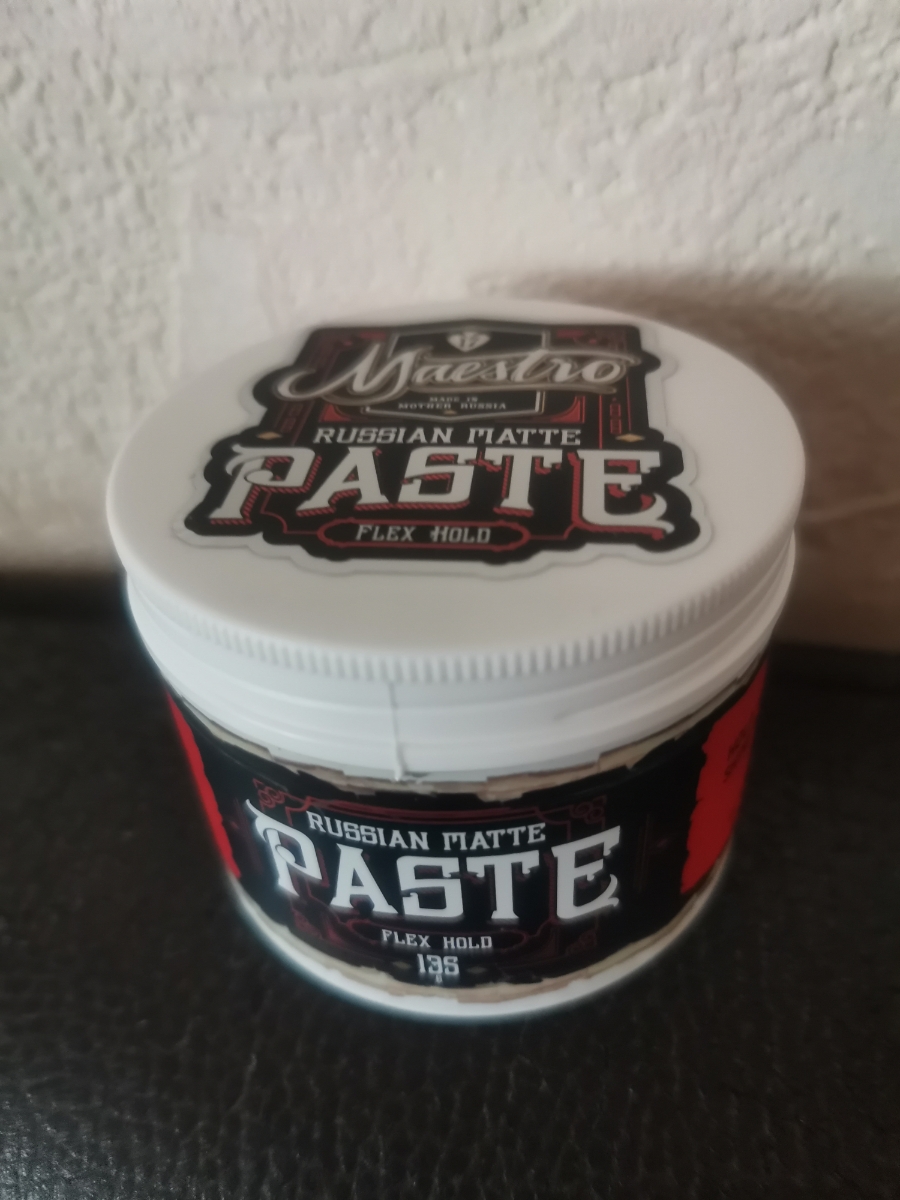 Maestro
MADE IN
MOTHER RUSSIA
RUSSIAN MATTE
PASTE
FLEX HOLD
RUSSIAN MATTE
PASTE
FLEX HOLD
135